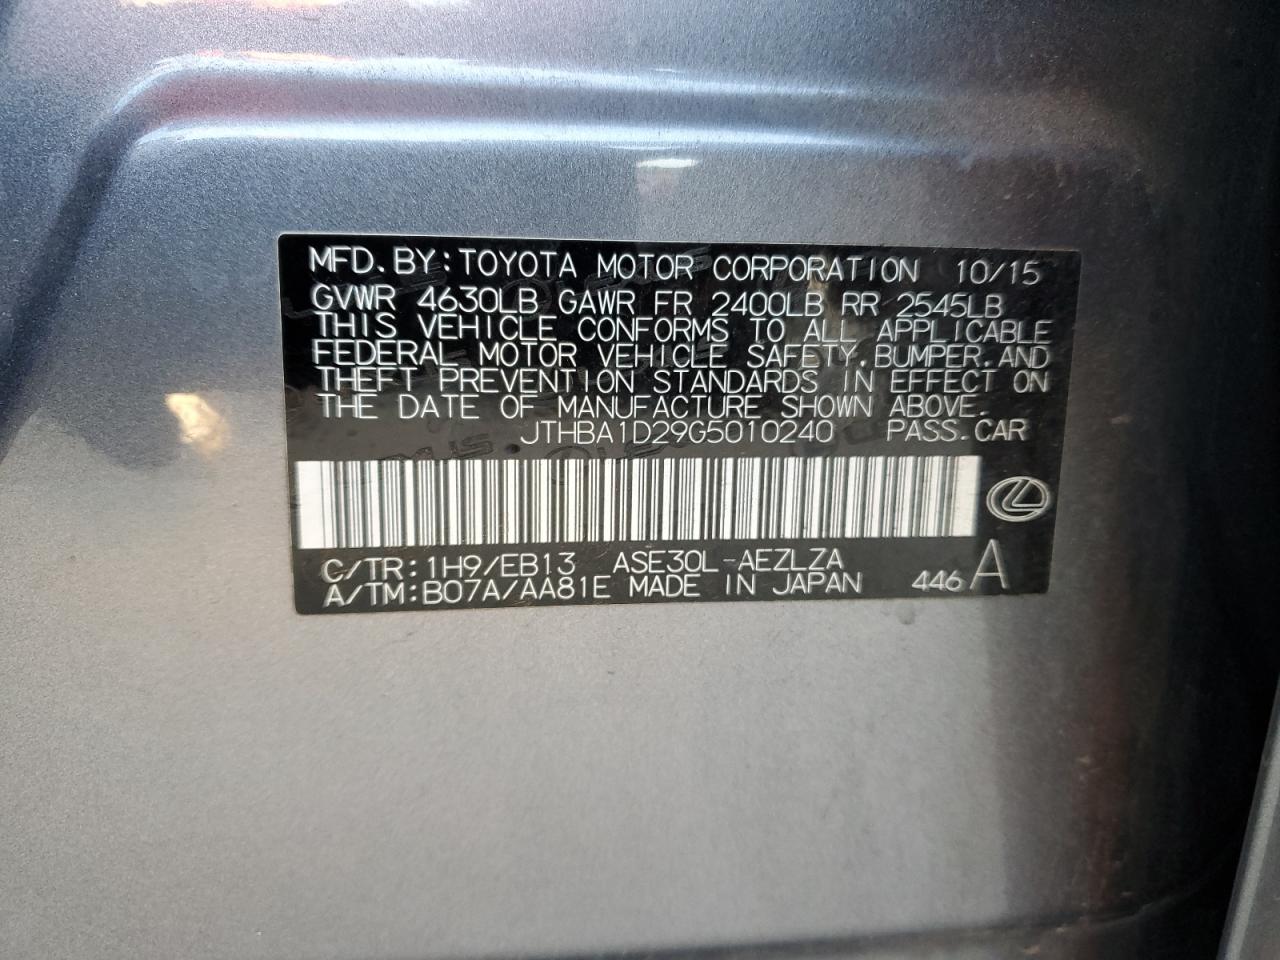 MFD.BY:TOYOTA MOTOR CORPORATION 10/15
GVWR 4630LB GAWR FR 2400LB RR 2545LB
THIS VEHICLE CONFORMS TO ALL APPLICABLE
FEDERAL MOTOR VEHICLE SAFETY,BUMPER,AND
THEFT PREVENTION STANDARDS IN EFFECT ON
THE DATE OF MANUFACTURE SHOWN ABOVE.
JTHBA1D29G5010240 PASS.CAR
C/TR:1H9/EB13 ASE30L-AEZLZA
A/TM:B07A/AA81E MADE IN JAPAN 446 A